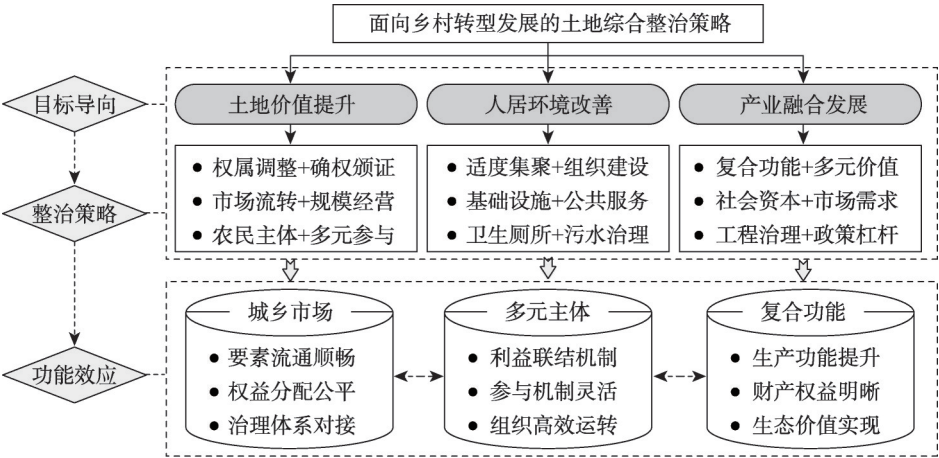 面向乡村转型发展的土地综合整治策略
目标导向
土地价值提升
人居环境改善
产业融合发展
整治策略
● 权属调整+确权颁证
● 市场流转+规模经营
● 农民主体+多元参与
● 适度集聚+组织建设
● 基础设施+公共服务
● 卫生厕所+污水治理
● 复合功能+多元价值
● 社会资本+市场需求
● 工程治理+政策杠杆
功能效应
城乡市场
● 要素流通顺畅
● 权益分配公平
● 治理体系对接
多元主体
● 利益联结机制
● 参与机制灵活
● 组织高效运转
复合功能
● 生产功能提升
● 财产权益明晰
● 生态价值实现